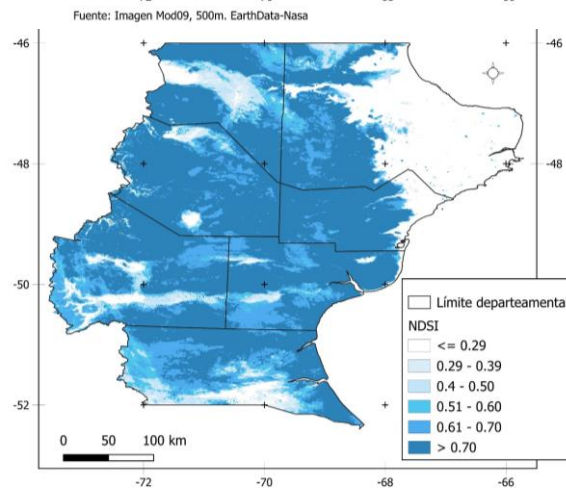 Fuente: Imagen Mod09, 500m. EarthData-Nasa
-46
-46
-48
-48
-50
-50
-52
-52
Límite departeamenta
NDSI
<= 0.29
0.29 - 0.39
0.4 - 0.50
0.51 - 0.60
0.61 - 0.70
> 0.70
0 50 100 km
-72 -70 -68 -66